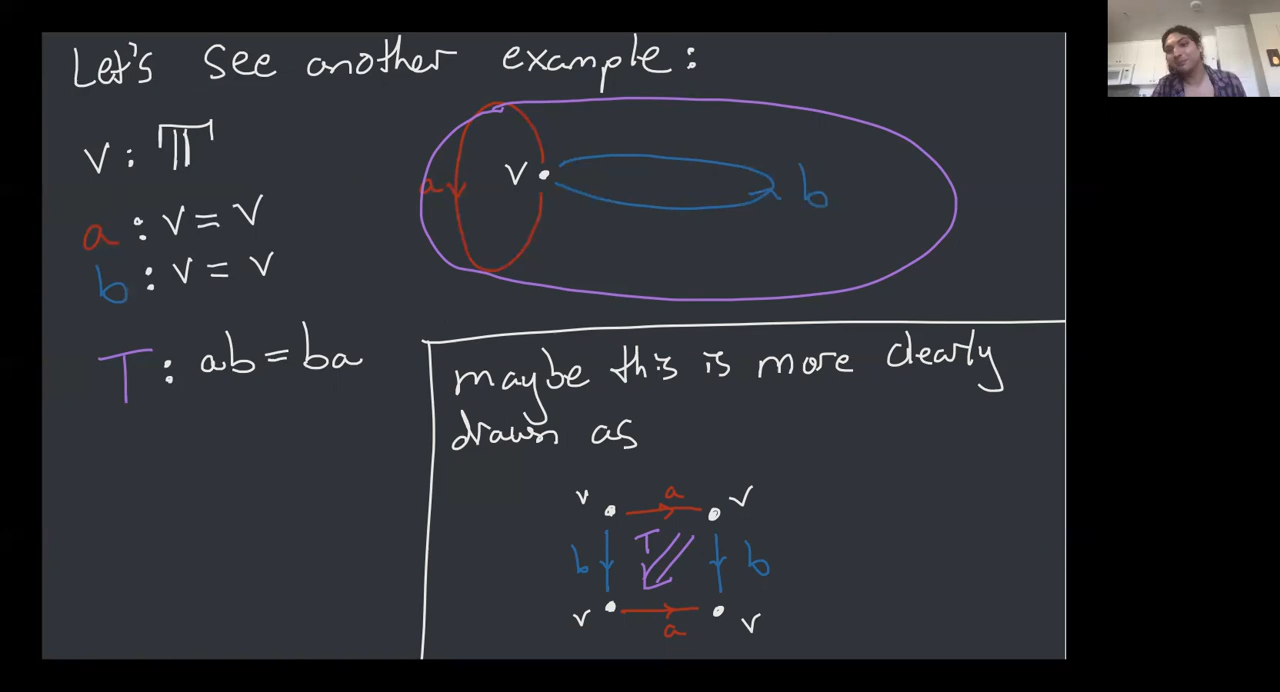 Let's see another example:
v : 𝕋
a : v = v
b : v = v
T : ab = ba
a
v
b
maybe this is more clearly
drawn as
v a v
b T b
v a v